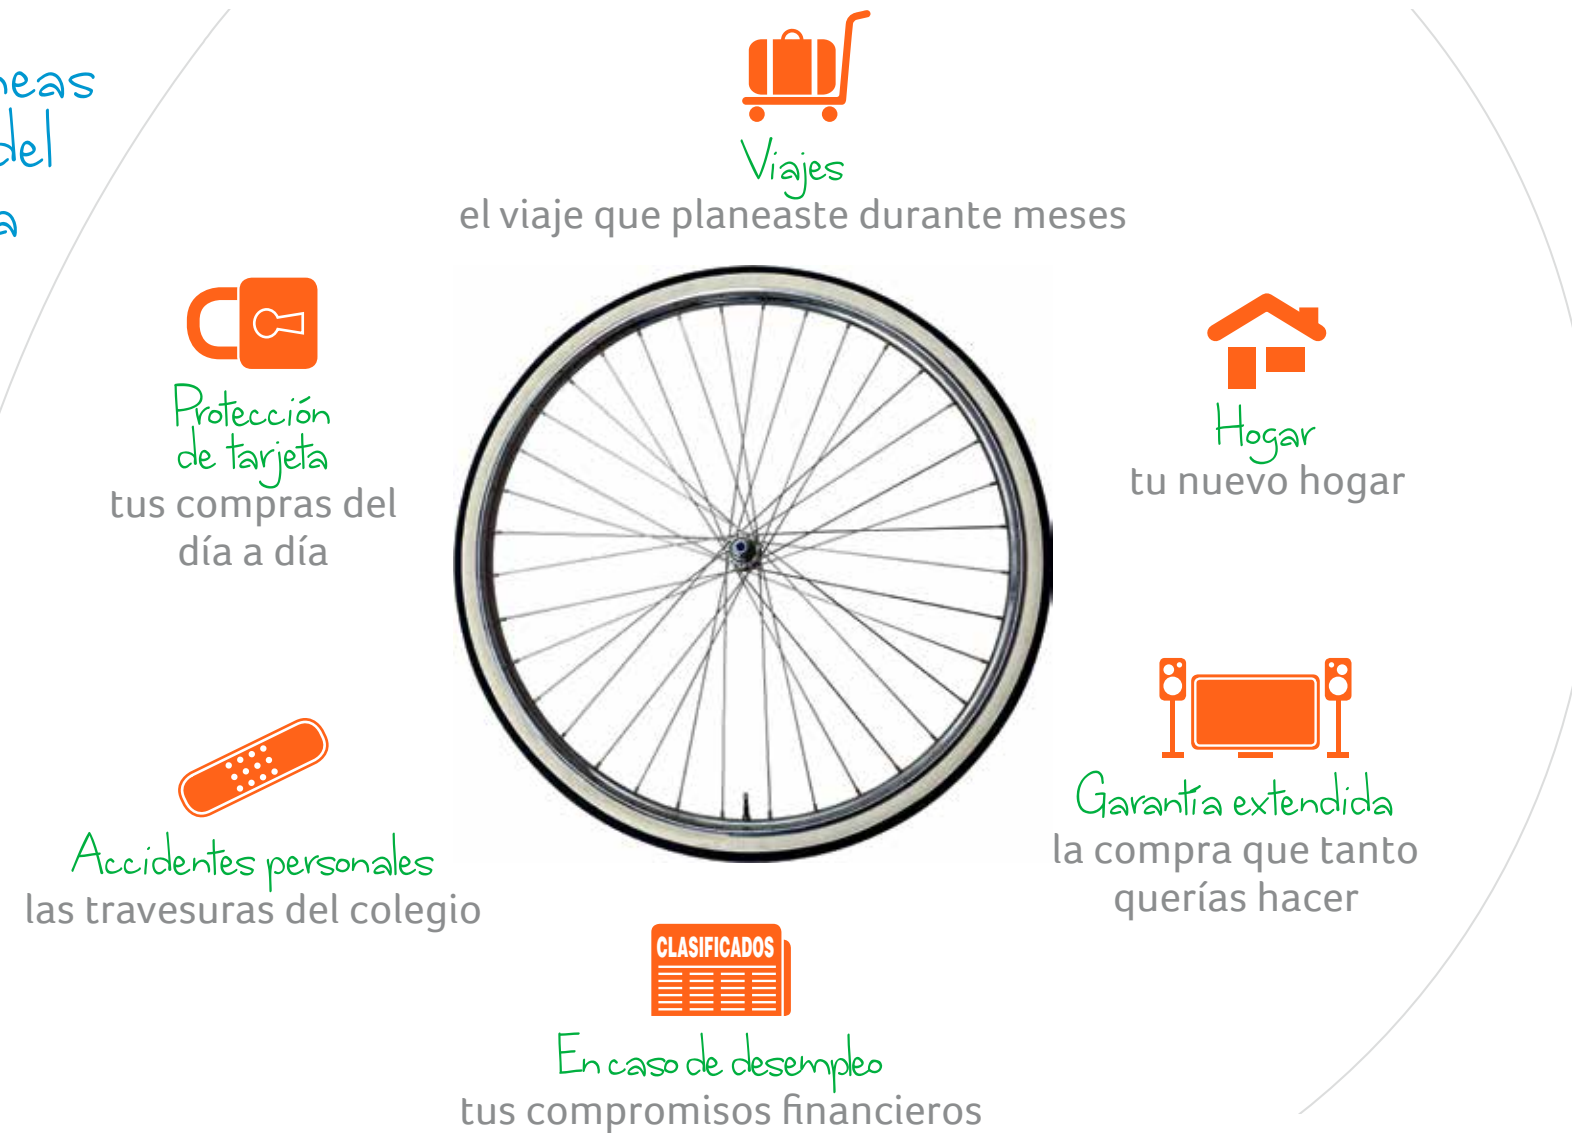 del
Viajes
el viaje que planeaste durante meses
Protección
de tarjeta
tus compras del
día a día
Hogar
tu nuevo hogar
Accidentes personales
las travesuras del colegio
Garantía extendida
la compra que tanto
querías hacer
CLASIFICADOS
En caso de desempleo
tus compromisos financieros